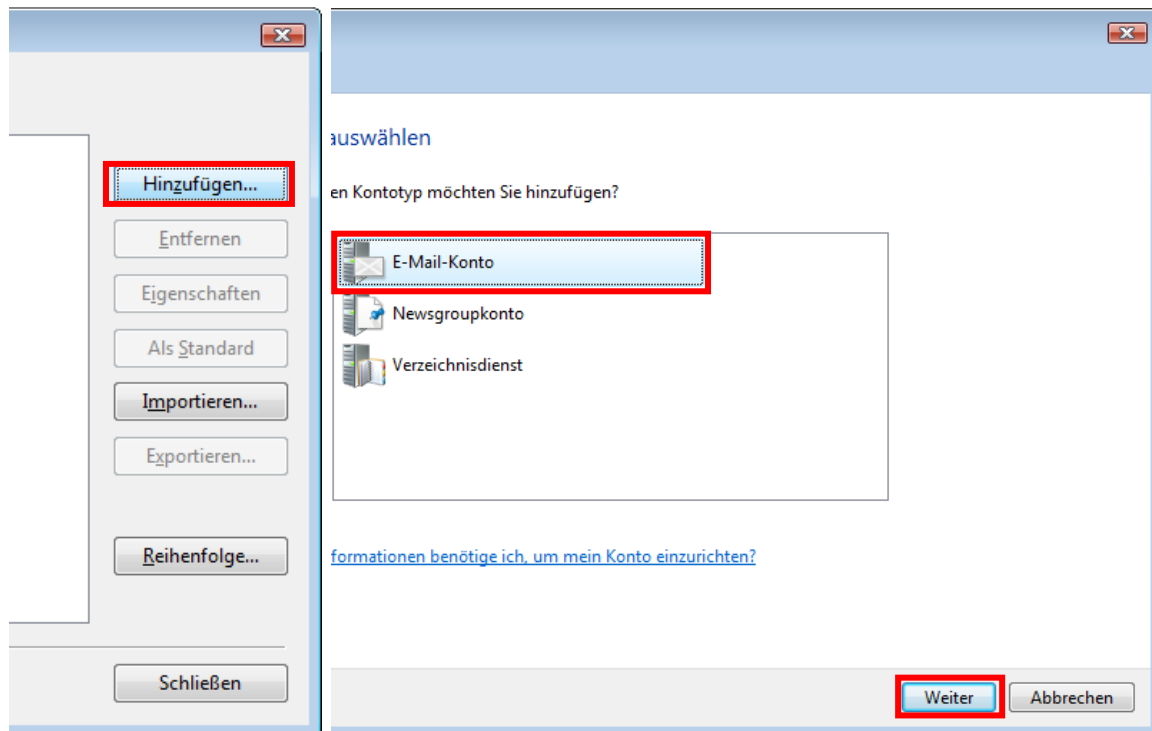 Hinzufügen...
Entfernen
Eigenschaften
Als Standard
Importieren...
Exportieren...
Reihenfolge...
Schließen
auswählen
en Kontotyp möchten Sie hinzufügen?
E-Mail-Konto
Newsgroupkonto
Verzeichnisdienst
formationen benötige ich, um mein Konto einzurichten?
Weiter
Abbrechen